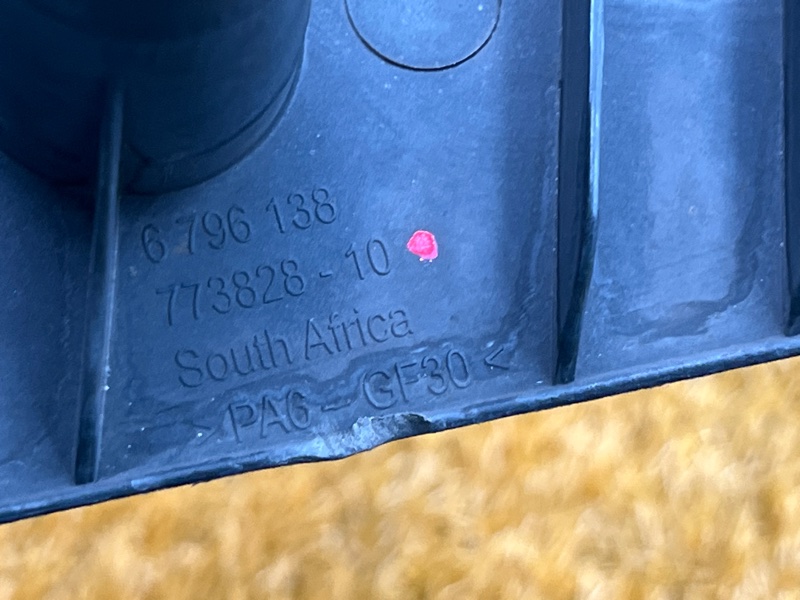 6 796 138
773828 - 10
South Africa
> PA6 - GF30 <